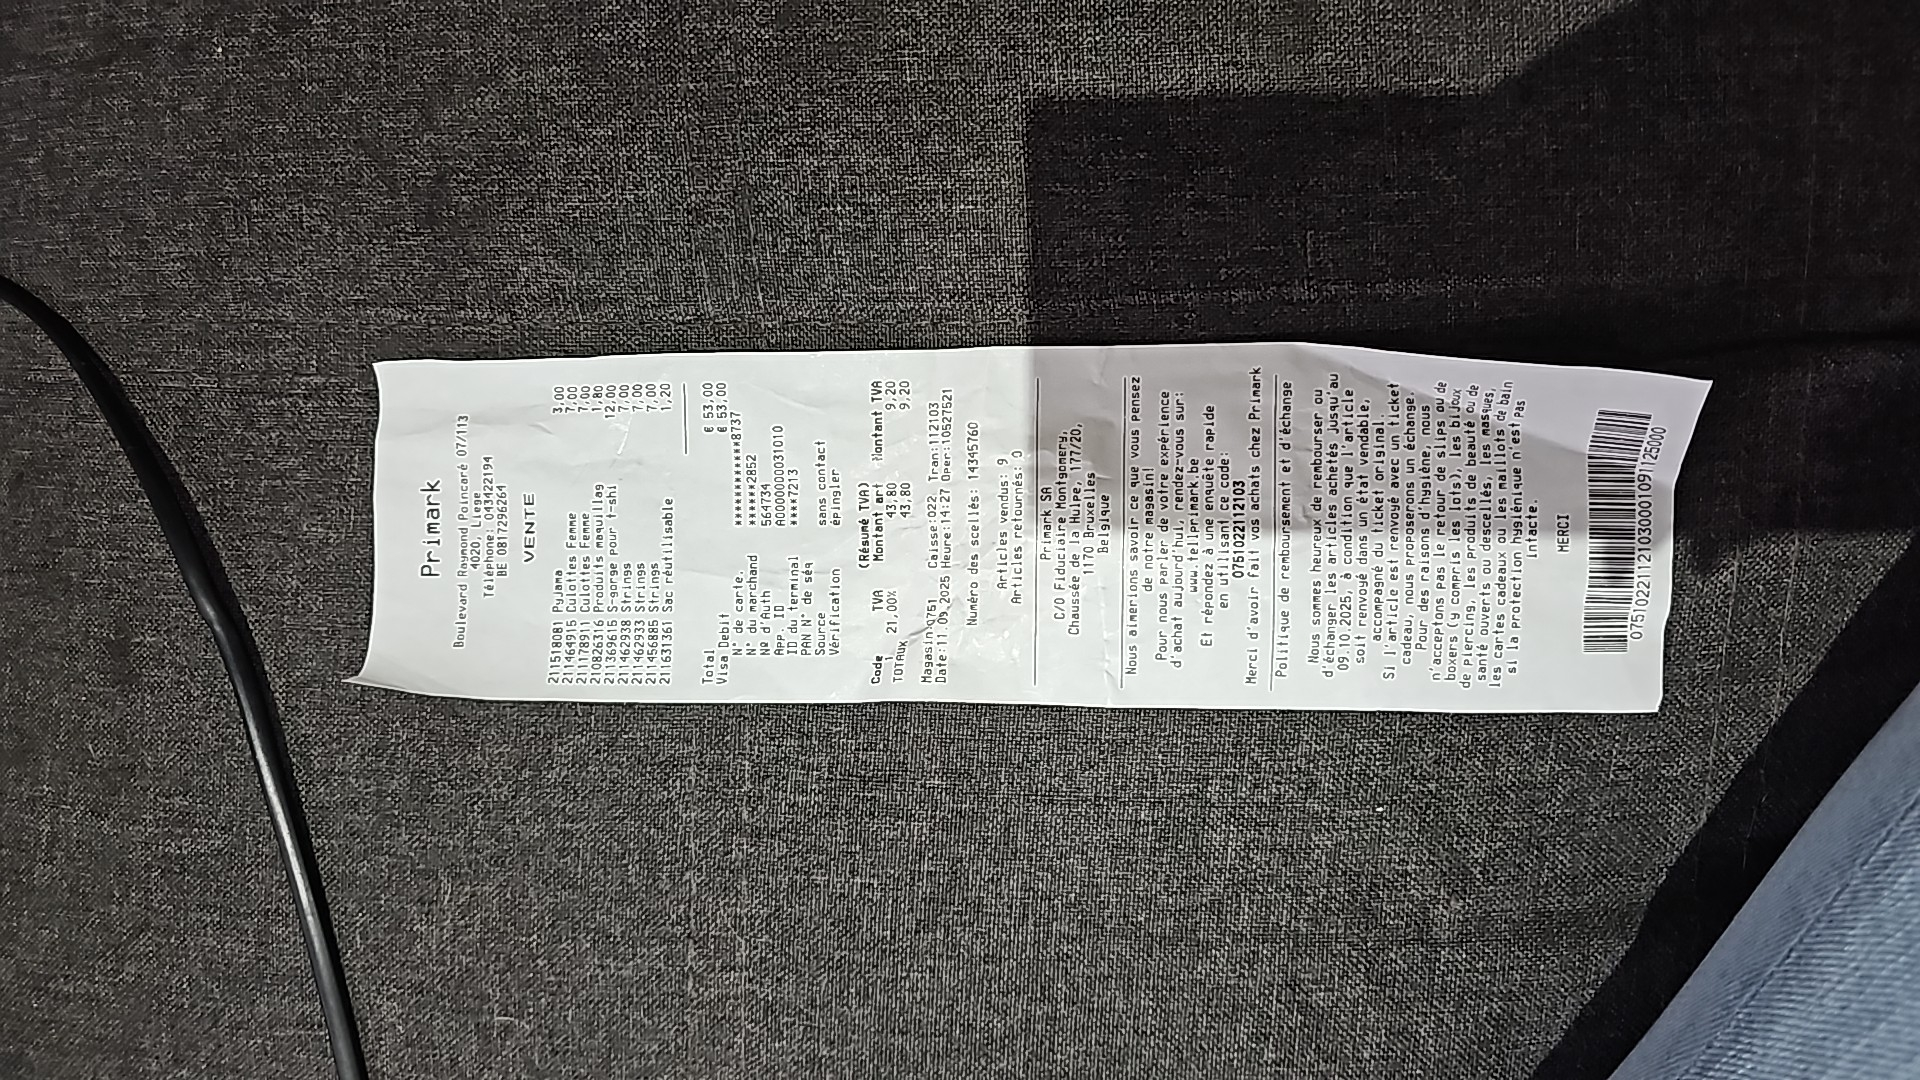 Primark
Boulevard Raymond Poincaré 07/113
4020, Liege
Téléphone:043422194
BE 0817296264
VENTE
211518081 Pyjama 3,00
211464915 Culottes Femme 7,00
211178911 Culottes Femme 7,00
210826316 Produits maquillag 1,80
211369615 S-gorge pour t-shi 12,00
211462938 Strings 7,00
211462933 Strings 7,00
211456885 Strings 7,00
211631361 Sac réutilisable 1,20
Total € 53,00
Visa Debit € 53,00
N° de carte. ************8737
N° du marchand *****2852
Nº d'Auth 564734
App. ID A0000000031010
ID du terminal ****7213
PAN N° de séq
Source sans contact
Vérification épingler
(Résumé TVA)
Code TVA Montant art Montant TVA
1 21,00% 43,80 9,20
TOTAUX 43,80 9,20
Magasin:0751 Caisse:022 Tran:112103
Date:11.09.2025 Heure:14:27 Oper:10527521
Numéro des scellés: 14345760
Articles vendus: 9
Articles retournés: 0
Primark SA
C/O Fiduciaire Montgomery,
Chaussée de la Hulpe, 177/20,
1170 Bruxelles
Belgique
Nous aimerions savoir ce que vous pensez
de notre magasin!
Pour nous parler de votre expérience
d'achat aujourd'hui, rendez-vous sur:
www.tellprimark.be
Et répondez à une enquête rapide
en utilisant ce code:
0751022112103
Merci d'avoir fait vos achats chez Primark
Politique de remboursement et d'échange
Nous sommes heureux de rembourser ou
d'échanger les articles achetés jusqu'au
09.10.2025, à condition que l'article
soit renvoyé dans un état vendable,
accompagné du ticket original.
Si l'article est renvoyé avec un ticket
cadeau, nous proposerons un échange.
Pour des raisons d'hygiène, nous
n'acceptons pas le retour de slips ou de
boxers (y compris les lots), les bijoux
de piercing, les produits de beauté ou de
santé ouverts ou descellés, les masques,
les cartes cadeaux ou les maillots de bain
si la protection hygiénique n'est pas
intacte.
MERCI
07510221121030001091125000